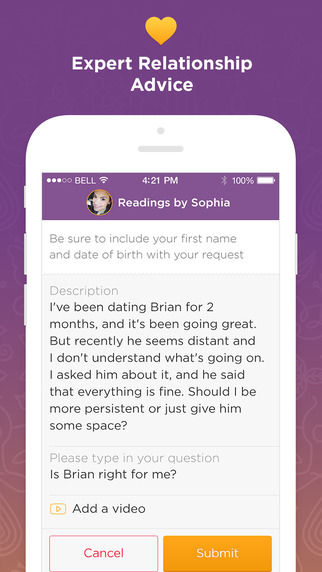 Expert Relationship
Advice
BELL 4:21 PM 100%
Readings by Sophia
Be sure to include your first name
and date of birth with your request
Description
I've been dating Brian for 2
months, and it's been going great.
But recently he seems distant and
I don't understand what's going on.
I asked him about it, and he said
that everything is fine. Should I be
more persistent or just give him
some space?
Please type in your question
Is Brian right for me?
Add a video
Cancel Submit